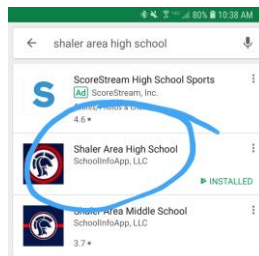 80% 10:38 AM
shaler area high school
ScoreStream High School Sports
Ad ScoreStream, Inc.
4.6
Shaler Area High School
SchoolInfoApp, LLC
INSTALLED
Shaler Area Middle School
SchoolInfoApp, LLC
3.7